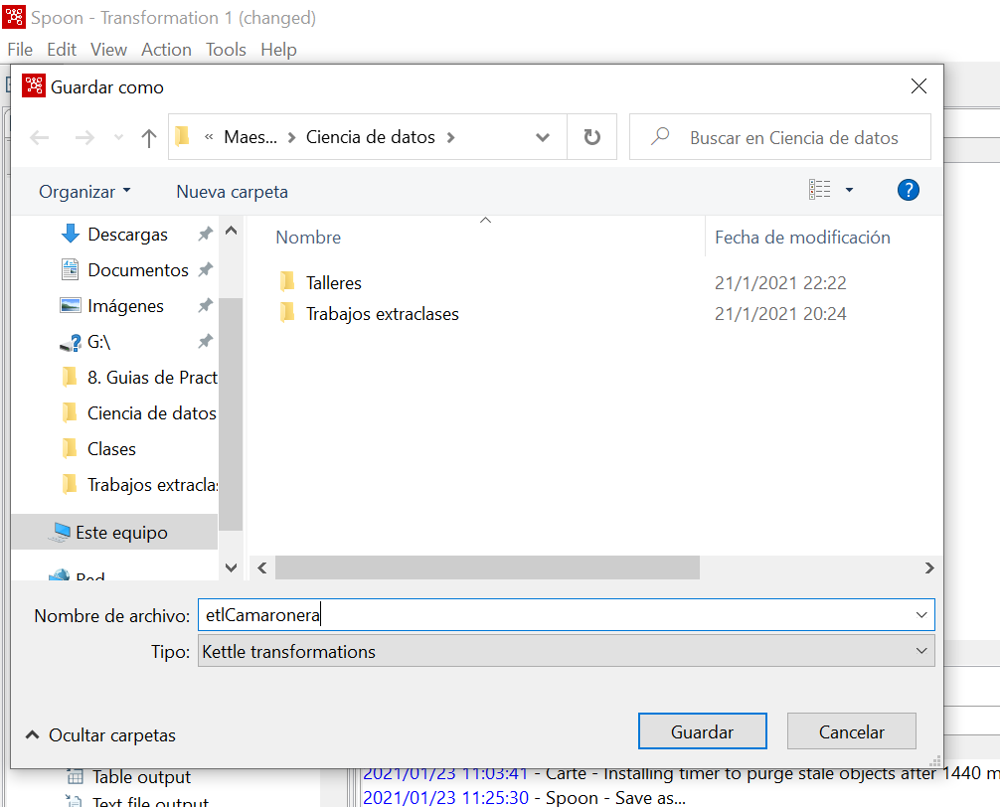 Spoon - Transformation 1 (changed)
File Edit View Action Tools Help
Guardar como
« Maes... > Ciencia de datos >
Buscar en Ciencia de datos
Organizar
Nueva carpeta
?
Nombre
Fecha de modificación
Descargas
Documentos
Imágenes
G:\
8. Guias de Pract
Ciencia de datos
Clases
Trabajos extracla
Este equipo
Red
Talleres 21/1/2021 22:22
Trabajos extraclases 21/1/2021 20:24
Nombre de archivo: etlCamaronera
Tipo: Kettle transformations
Ocultar carpetas
Guardar
Cancelar
Table output
Text file output
2021/01/23 11:03:41 - Carte - Installing timer to purge stale objects after 1440 m
2021/01/23 11:25:30 - Spoon - Save as...